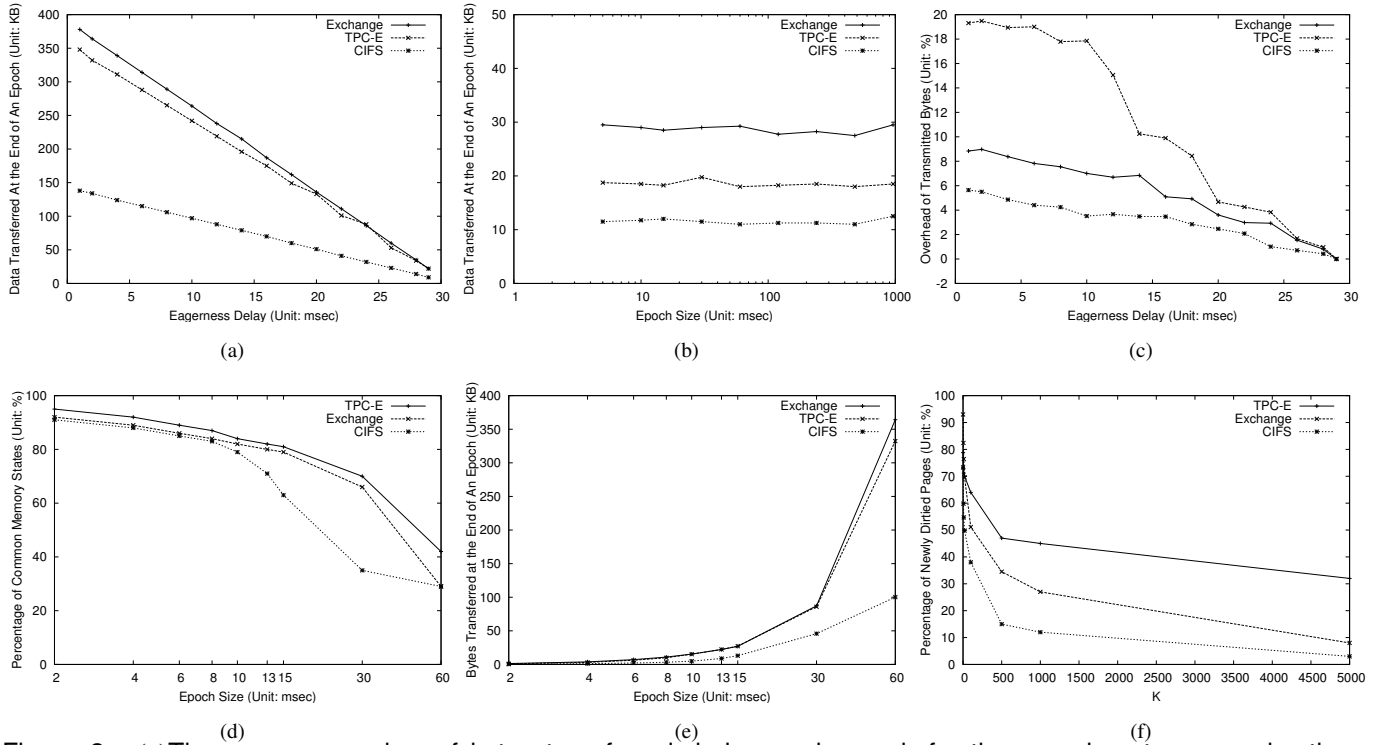 Data Transferred At the End of An Epoch (Unit: KB)
400
350
300
250
200
150
100
50
0
0 5 10 15 20 25 30
Eagerness Delay (Unit: msec)
Exchange
TPC-E
CIFS
(a)
Data Transferred At the End of An Epoch (Unit: KB)
50
40
30
20
10
0
1 10 100 1000
Epoch Size (Unit: msec)
Exchange
TPC-E
CIFS
(b)
Overhead of Transmitted Bytes (Unit: %)
20
18
16
14
12
10
8
6
4
2
0
-2
0 5 10 15 20 25 30
Eagerness Delay (Unit: msec)
Exchange
TPC-E
CIFS
(c)
Percentage of Common Memory States (Unit: %)
100
80
60
40
20
0
2 4 6 8 10 13 15 30 60
Epoch Size (Unit: msec)
TPC-E
Exchange
CIFS
(d)
Bytes Transferred at the End of An Epoch (Unit: KB)
400
350
300
250
200
150
100
50
0
2 4 6 8 10 13 15 30 60
Epoch Size (Unit: msec)
Exchange
TPC-E
CIFS
(e)
Percentage of Newly Dirtied Pages (Unit: %)
100
90
80
70
60
50
40
30
20
10
0
0 500 1000 1500 2000 2500 3000 3500 4000 4500 5000
K
TPC-E
Exchange
CIFS
(f)